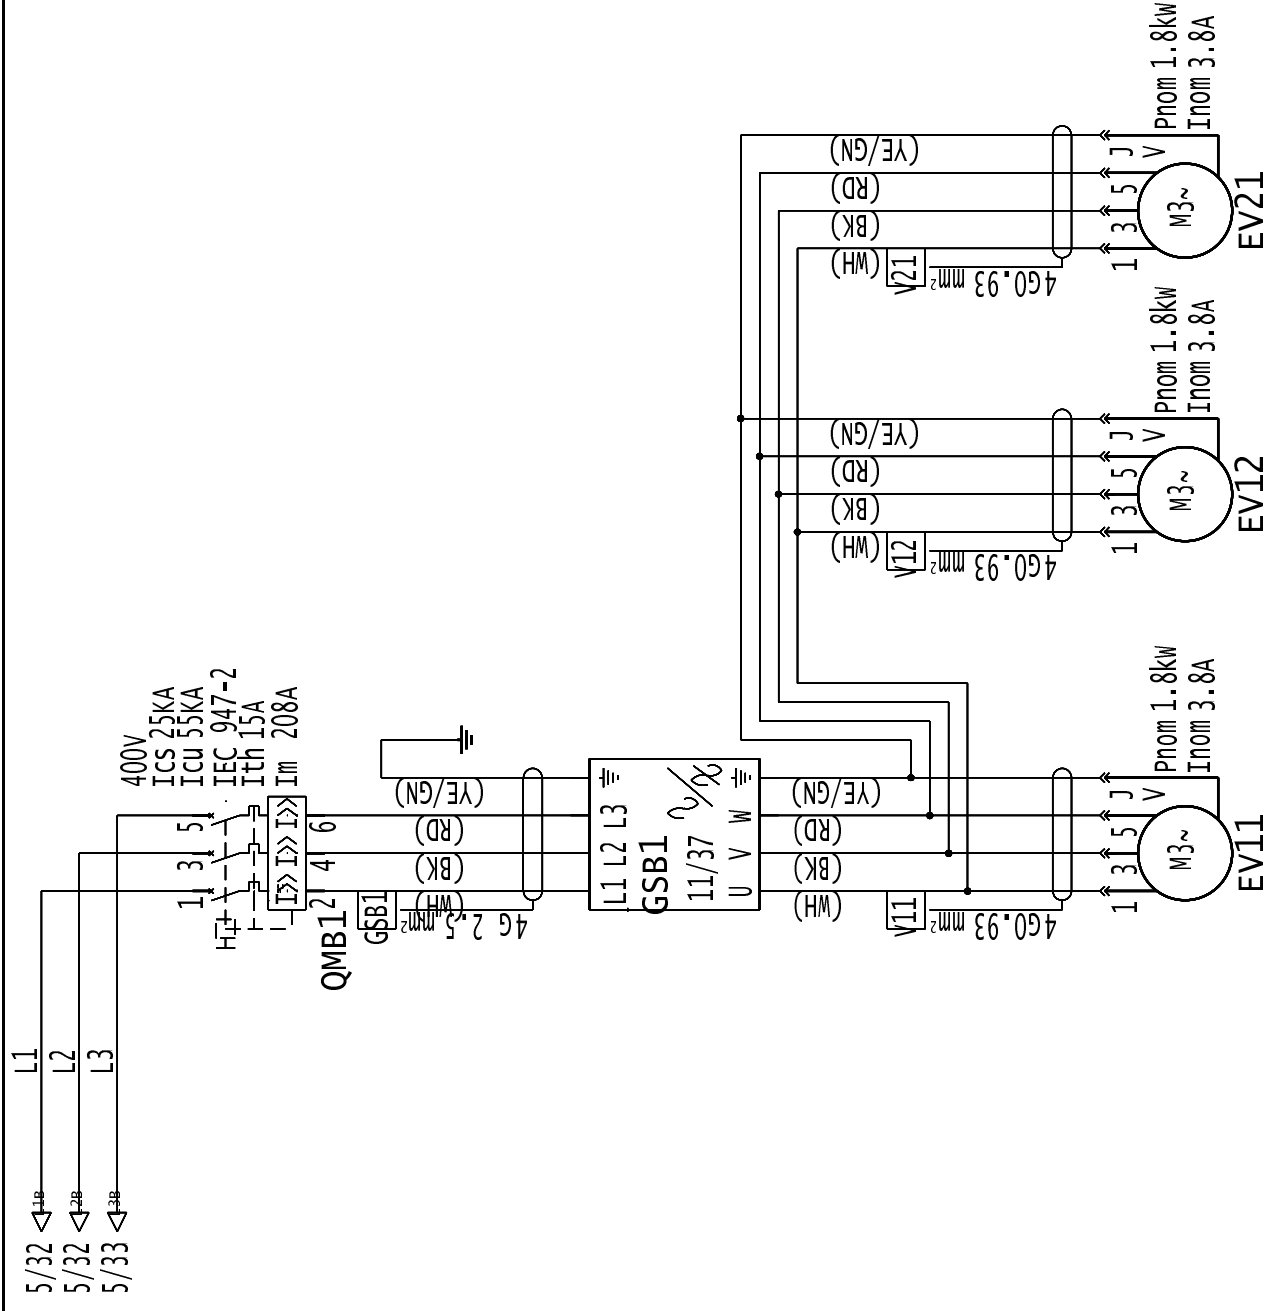 L1
L2
L3
L1B
L2B
L3B
5/32
5/32
5/33
400V
Ics 25KA
Icu 55KA
IEC 947-2
Ith 15A
Im 208A
1
3
5
I>
I>
I>
2
4
6
QMB1
GSB1
(YE/GN)
(RD)
(BK)
(WH)
4G 2.5 mm²
L1 L2 L3
GSB1
11/37
U V W
(YE/GN)
(RD)
(BK)
(WH)
V11
4G0.93 mm²
1 3 5 J
V
M3~
EV11
Pnom 1.8kW
Inom 3.8A
(YE/GN)
(RD)
(BK)
(WH)
V12
4G0.93 mm²
1 3 5 J
V
M3~
EV12
Pnom 1.8kW
Inom 3.8A
(YE/GN)
(RD)
(BK)
(WH)
V21
4G0.93 mm²
1 3 5 J
V
M3~
EV21
Pnom 1.8kW
Inom 3.8A